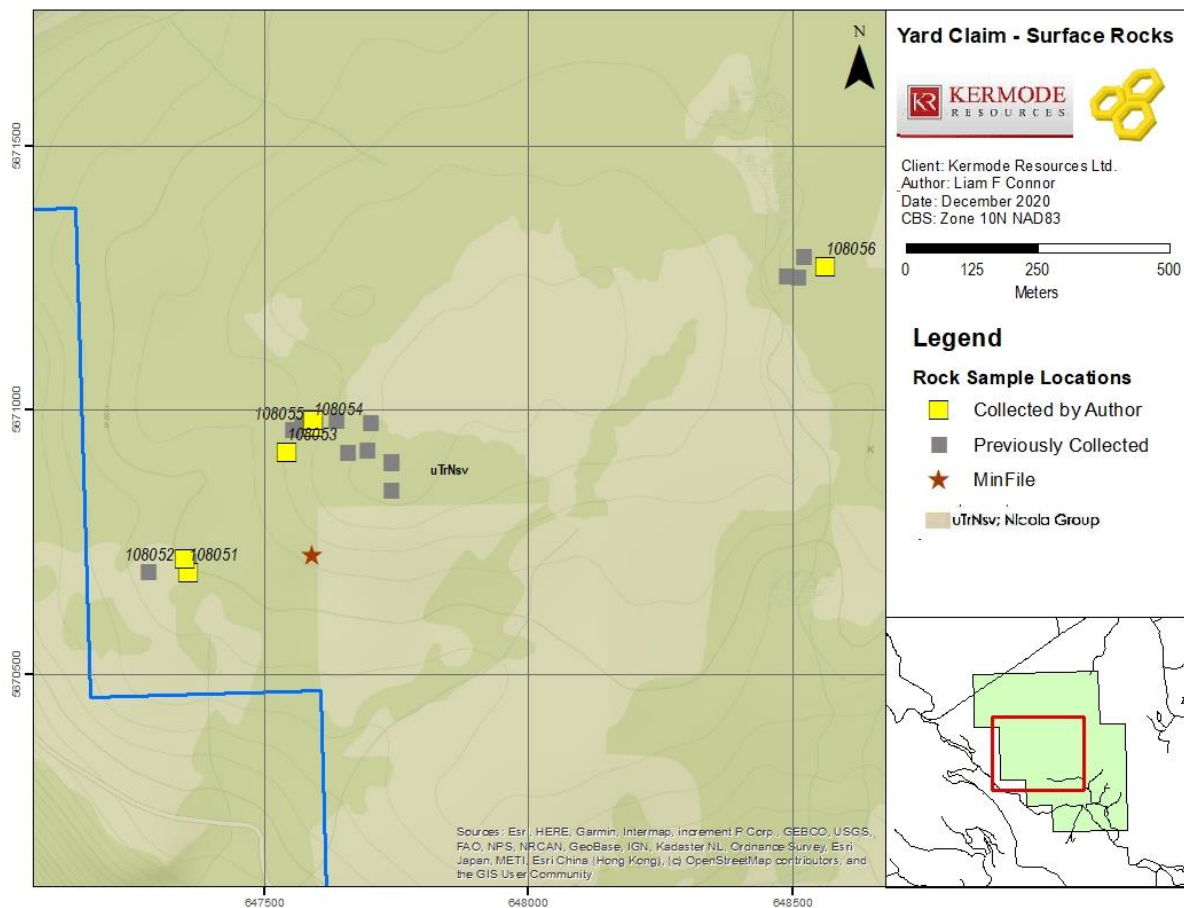 Yard Claim - Surface Rocks
KR KERMODE
RESOURCES
Client: Kermode Resources Ltd.
Author: Liam F Connor
Date: December 2020
CBS: Zone 10N NAD83
0 125 250 500
Meters
Legend
Rock Sample Locations
Collected by Author
Previously Collected
MinFile
uTrNsv; Nicola Group
N
5671500
5671000
5670500
647500 648000 648500
108056
108055 108054
108053
uTrNsv
108052 108051
Sources: Esri, HERE, Garmin, Intermap, increment P Corp., GEBCO, USGS,
FAO, NPS, NRCAN, GeoBase, IGN, Kadaster NL, Ordnance Survey, Esri
Japan, METI, Esri China (Hong Kong), (c) OpenStreetMap contributors, and
the GIS User Community